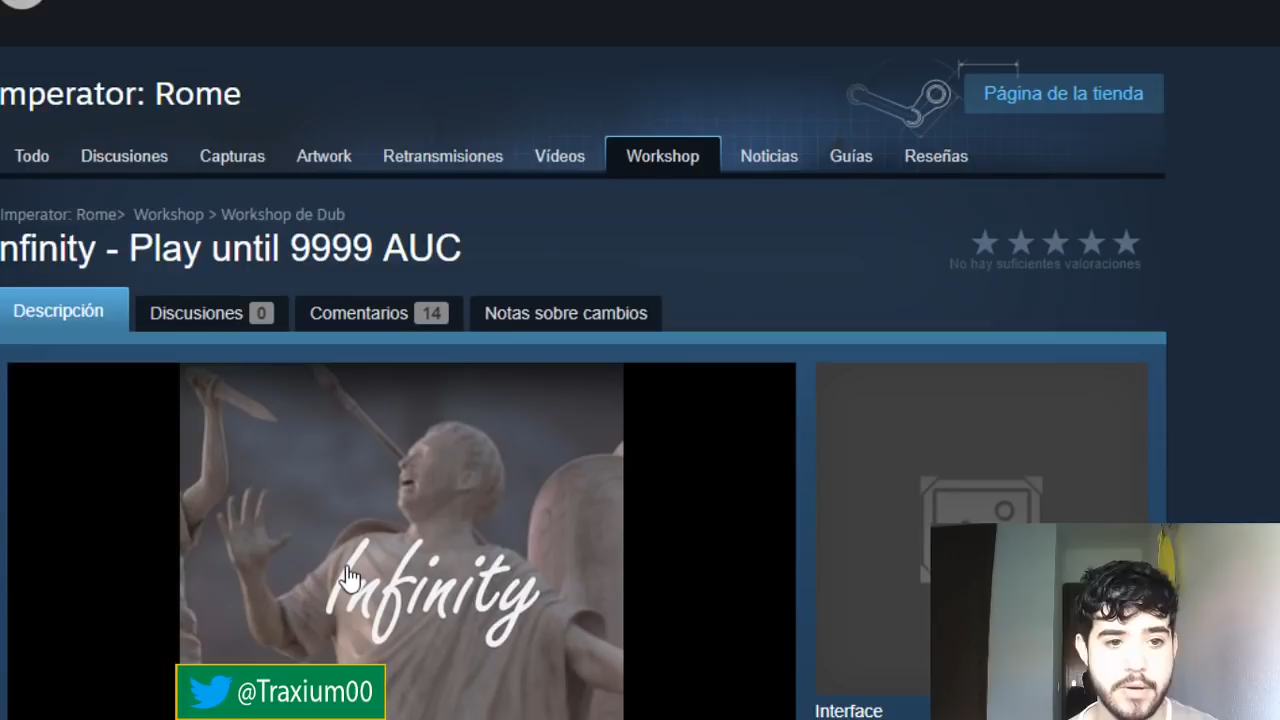 mperator: Rome
Página de la tienda
Todo Discusiones Capturas Artwork Retransmisiones Vídeos Workshop Noticias Guías Reseñas
Imperator: Rome> Workshop > Workshop de Dub
nfinity - Play until 9999 AUC
No hay suficientes valoraciones
Descripción Discusiones 0 Comentarios 14 Notas sobre cambios
Infinity
@Traxium00
Interface